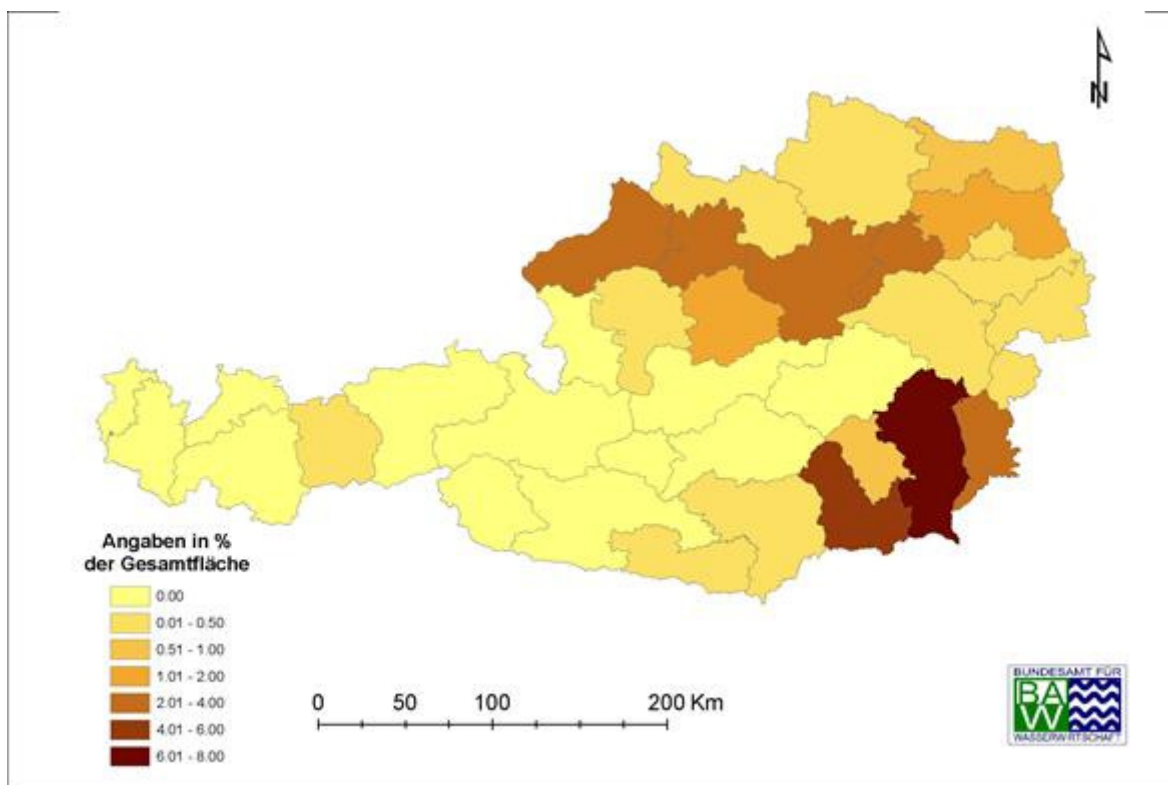 N
Angaben in %
der Gesamtfläche
0.00
0.01 - 0.50
0.51 - 1.00
1.01 - 2.00
2.01 - 4.00
4.01 - 6.00
6.01 - 8.00
0 50 100 200 Km
BUNDESAMT FÜR
BA
W
WASSERWIRTSCHAFT